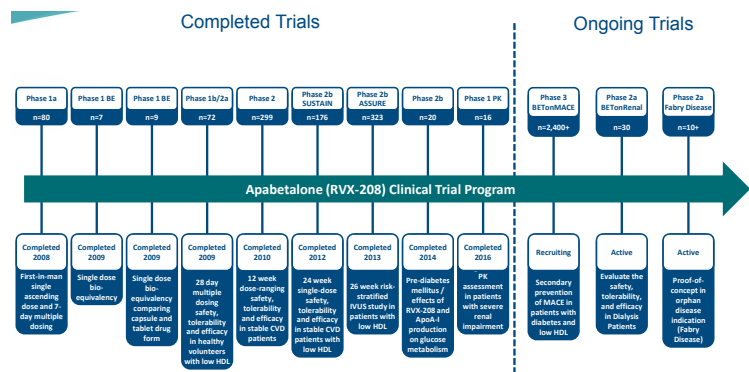 Completed Trials
Ongoing Trials
Phase 1a
n=80
Phase 1 BE
n=7
Phase 1 BE
n=9
Phase 1b/2a
n=72
Phase 2
n=299
Phase 2b
SUSTAIN
n=176
Phase 2b
ASSURE
n=323
Phase 2b
n=20
Phase 1 PK
n=16
Phase 3
BETonMACE
n=2,400+
Phase 2a
BETonRenal
n=30
Phase 2a
Fabry Disease
n=10+
Apabetalone (RVX-208) Clinical Trial Program
Completed
2008
First-in-man
single
ascending
dose and 7-
day multiple
dosing
Completed
2009
Single dose
bio-
equivalency
Completed
2009
Single dose
bio-
equivalency
comparing
capsule and
tablet drug
form
Completed
2009
28 day
multiple
dosing
safety,
tolerability
and efficacy
in healthy
volunteers
with low HDL
Completed
2010
12 week
dose-ranging
safety,
tolerability
and efficacy
in stable CVD
patients
Completed
2012
24 week
single-dose
safety,
tolerability
and efficacy
in stable CVD
patients with
low HDL
Completed
2013
26 week risk-
stratified
IVUS study in
patients with
low HDL
Completed
2014
Pre-diabetes
mellitus /
effects of
RVX-208 and
ApoA-I
production
on glucose
metabolism
Completed
2016
PK
assessment in
patients with
severe
renal
impairment
Recruiting
Secondary
prevention
of MACE in
patients with
diabetes and
low HDL
Active
Evaluate the
safety,
tolerability,
and efficacy
in Dialysis
Patients
Active
Proof-of-
concept in
orphan
disease
indication
(Fabry
Disease)